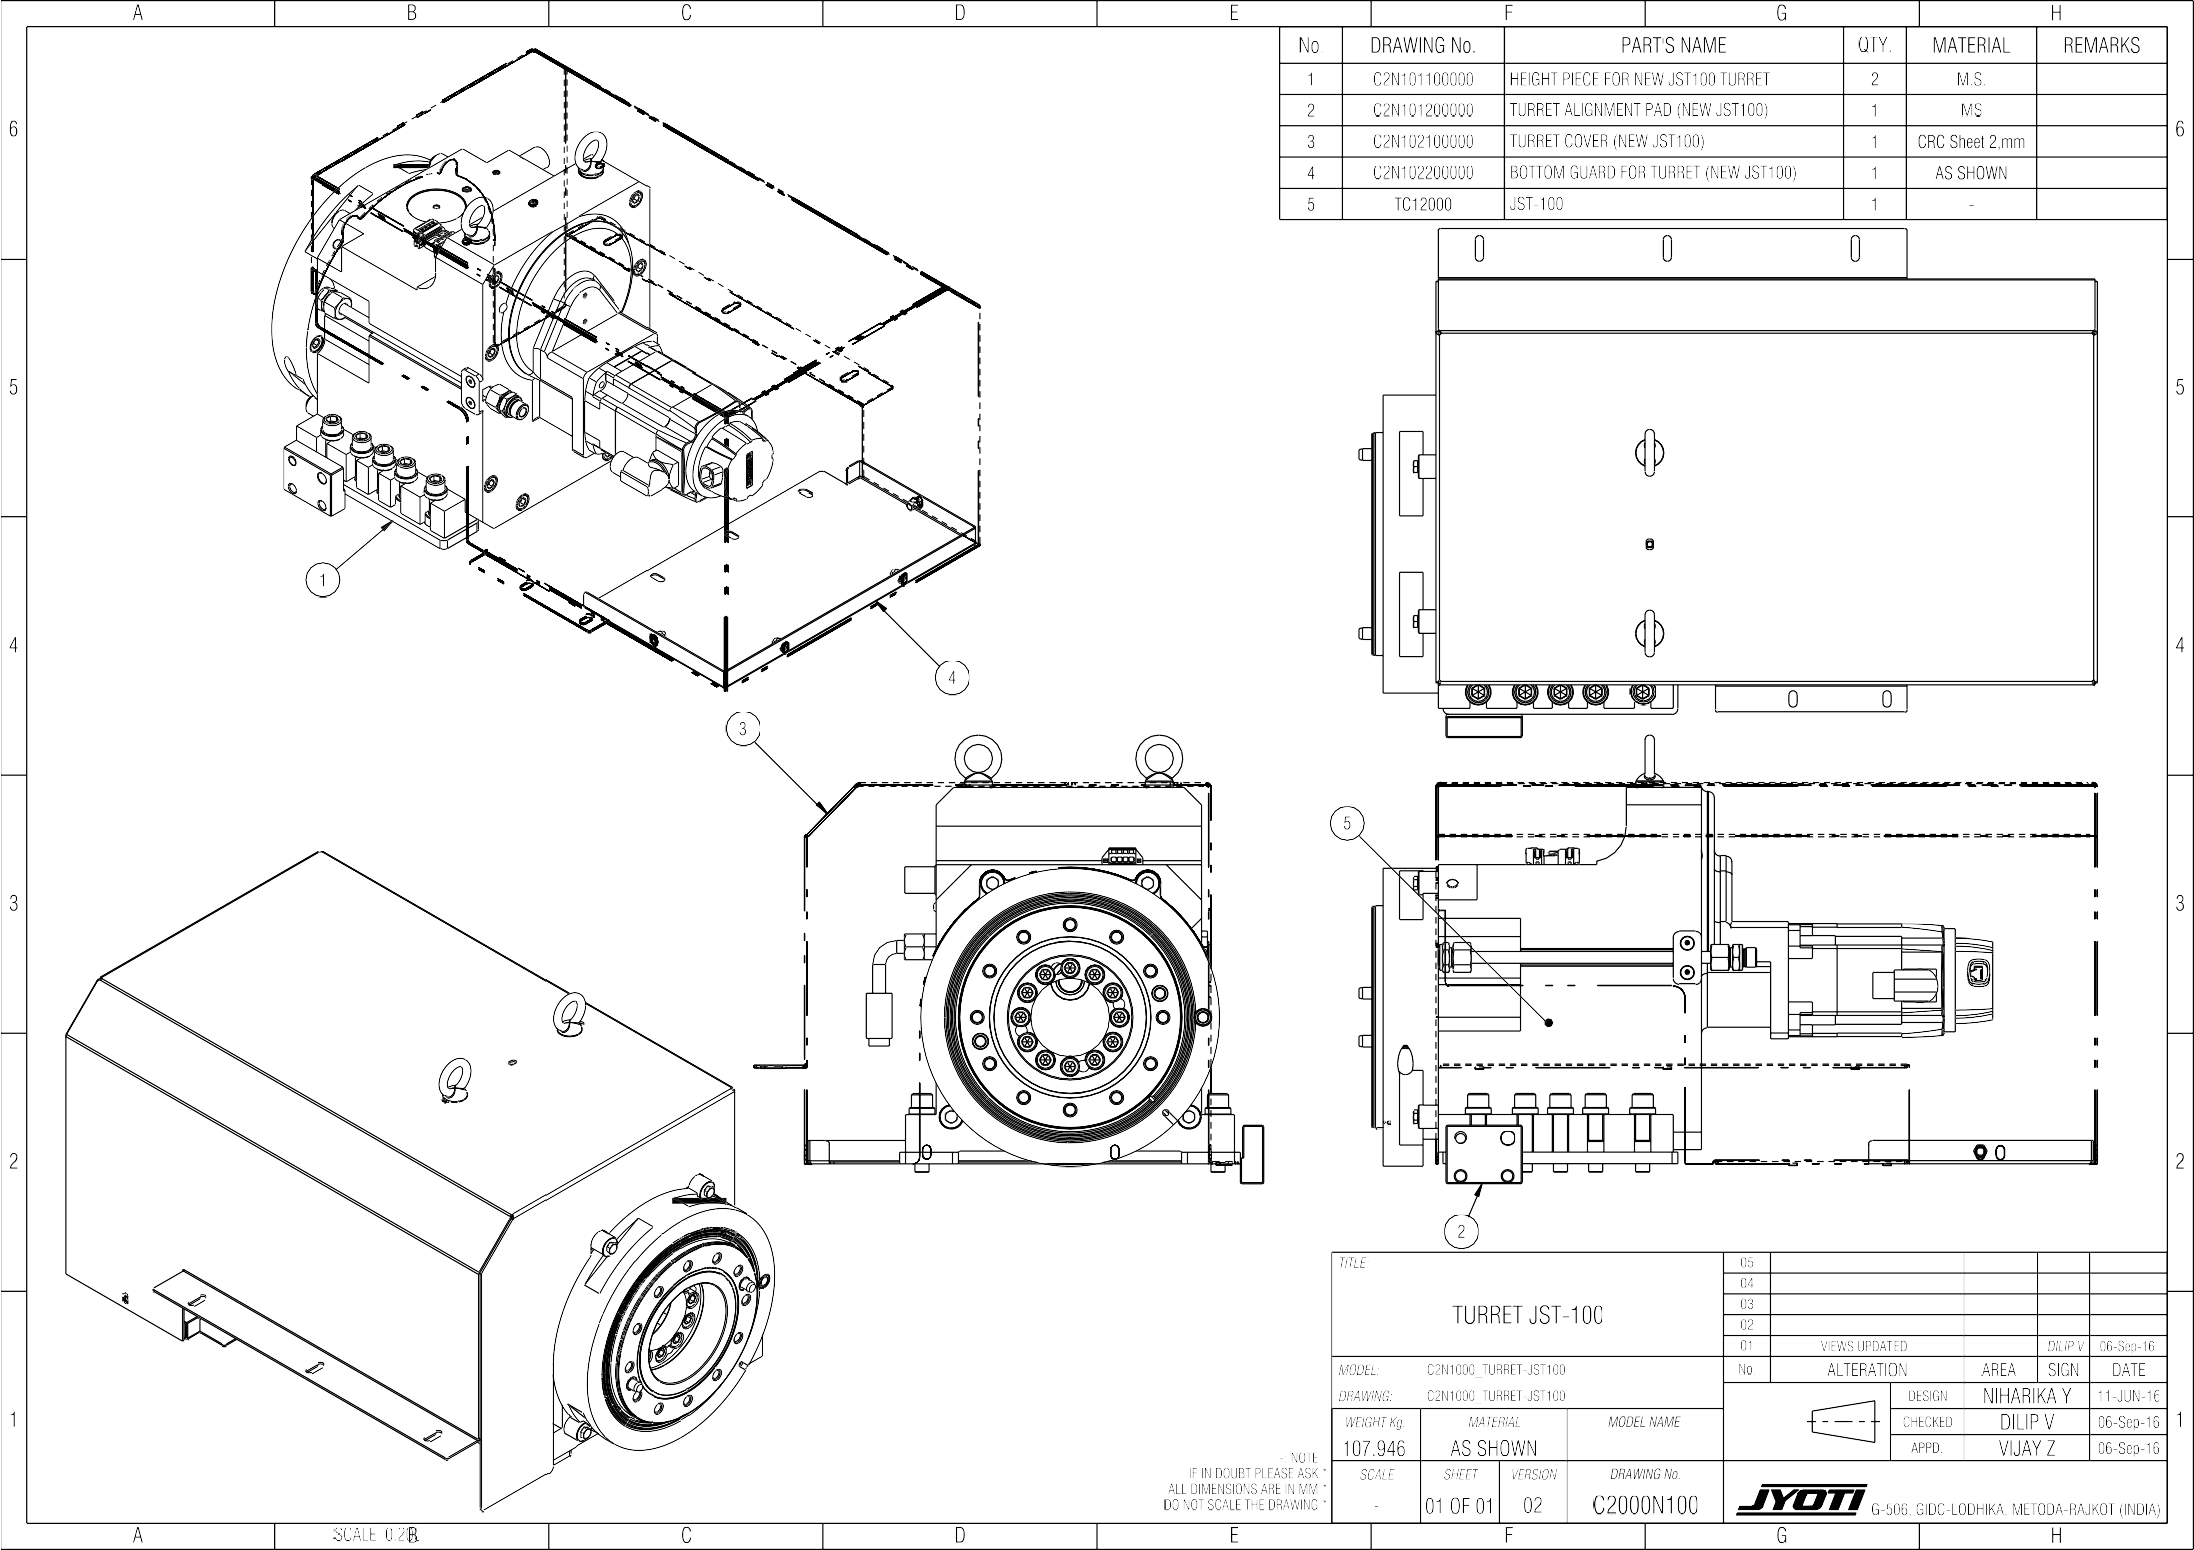 A B C D E F G H
No DRAWING No. PART'S NAME QTY. MATERIAL REMARKS
1 C2N101100000 HEIGHT PIECE FOR NEW JST100 TURRET 2 M.S.
2 C2N101200000 TURRET ALIGNMENT PAD (NEW JST100) 1 MS
3 C2N102100000 TURRET COVER (NEW JST100) 1 CRC Sheet 2,mm
4 C2N102200000 BOTTOM GUARD FOR TURRET (NEW JST100) 1 AS SHOWN
5 TC12000 JST-100 1 -
6 6
5 5
4 4
3 3
2 2
1 1
1
4
3
5
2
TITLE
TURRET JST-100
MODEL: C2N1000_TURRET-JST100
DRAWING: C2N1000_TURRET-JST100
WEIGHT Kg. MATERIAL MODEL NAME
107.946 AS SHOWN
SCALE SHEET VERSION DRAWING No.
- 01 OF 01 02 C2000N100
05
04
03
02
01 VIEWS UPDATED DILIP V 06-Sep-16
No ALTERATION AREA SIGN DATE
DESIGN NIHARIKA Y 11-JUN-16
CHECKED DILIP V 06-Sep-16
APPD. VIJAY Z 06-Sep-16
JYOTI G-506, GIDC-LODHIKA, METODA-RAJKOT (INDIA)
- NOTE
IF IN DOUBT PLEASE ASK *
ALL DIMENSIONS ARE IN MM *
DO NOT SCALE THE DRAWING *
SCALE
A B C D E F G H